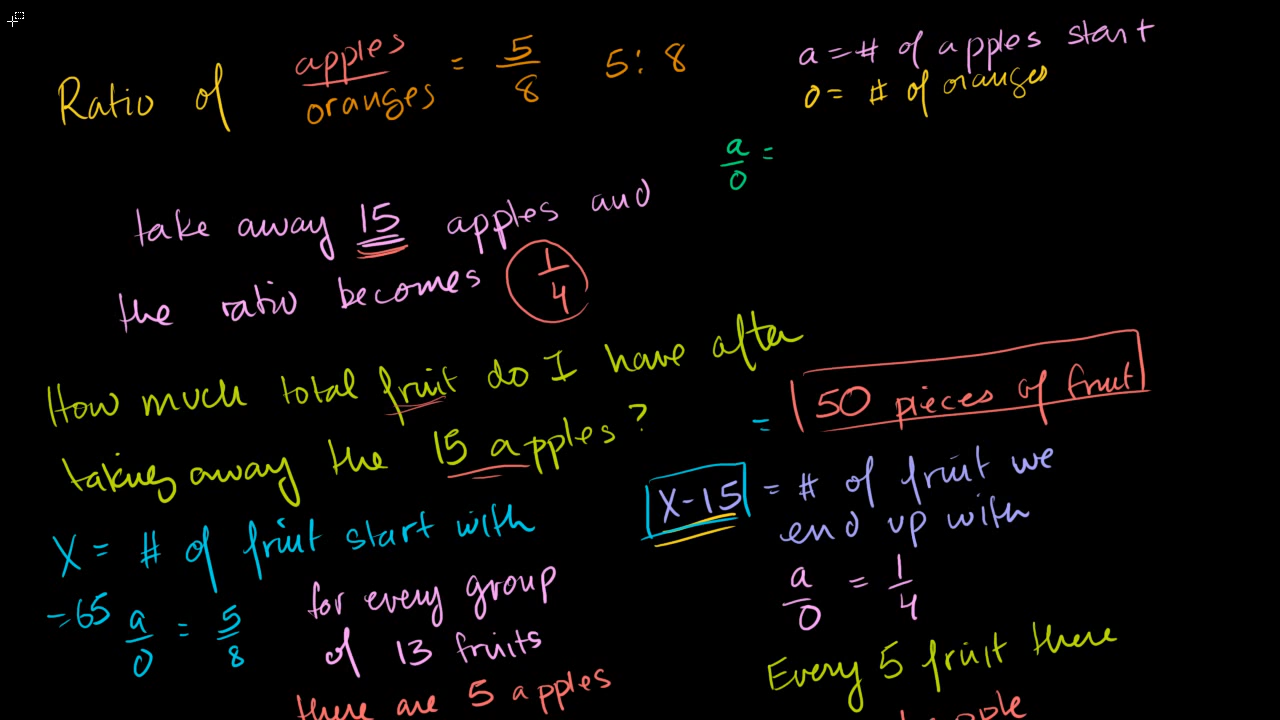 Ratio of apples/oranges = 5/8 5:8
a = # of apples start
o = # of oranges
a/o =
take away 15 apples and
the ratio becomes 1/4
How much total fruit do I have after
taking away the 15 apples?
= 50 pieces of fruit
X = # of fruit start with
=65 a/o = 5/8
for every group
of 13 fruits
there are 5 apples
X-15 = # of fruit we
end up with
a/o = 1/4
Every 5 fruit there
apple